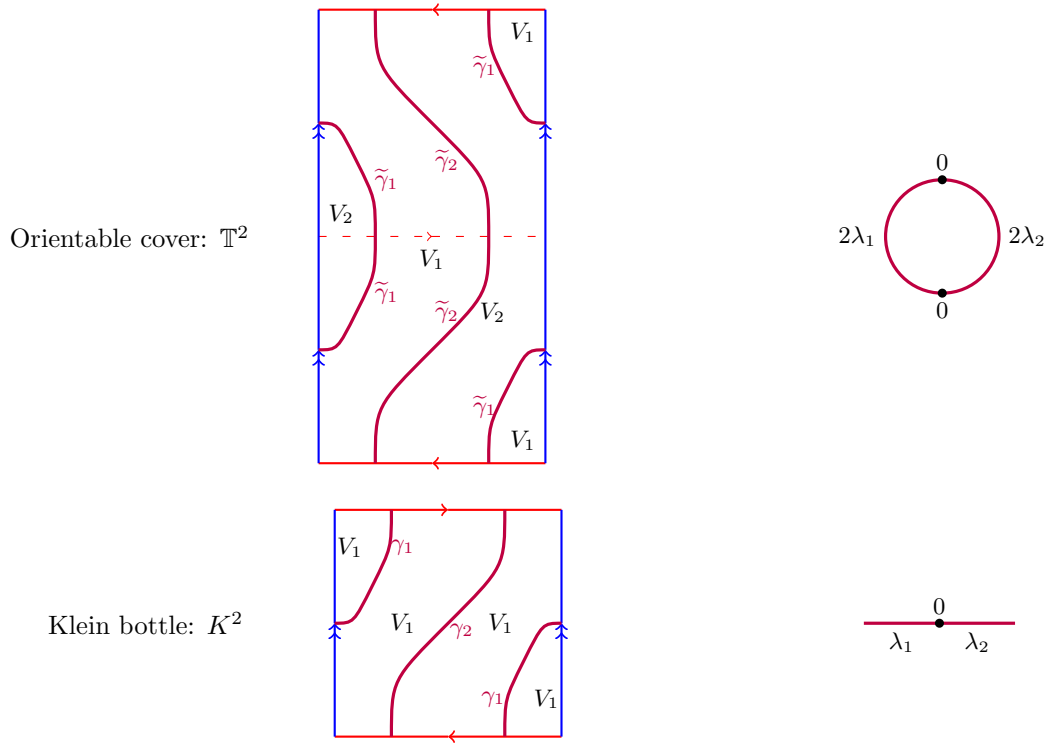 V₁
γ̃₁
γ̃₂
γ̃₁
V₂
Orientable cover: 𝕋²
V₁
γ̃₁
γ̃₂
V₂
γ̃₁
V₁
0
2λ₁
2λ₂
0
V₁
γ₁
Klein bottle: K²
V₁
γ₂
V₁
γ₁
V₁
0
λ₁
λ₂